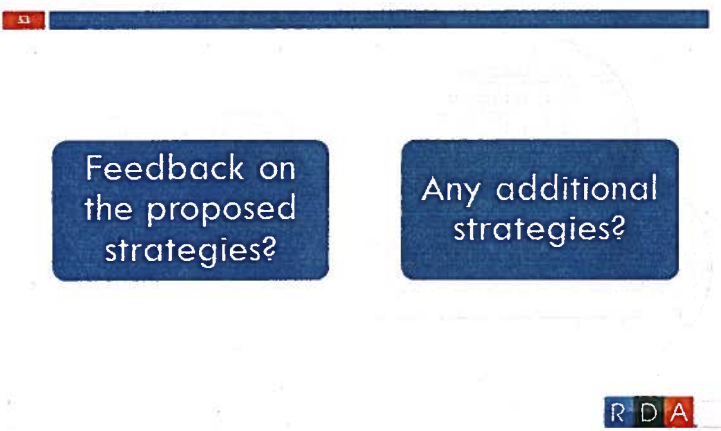 53
Feedback on
the proposed
strategies?
Any additional
strategies?
R D A